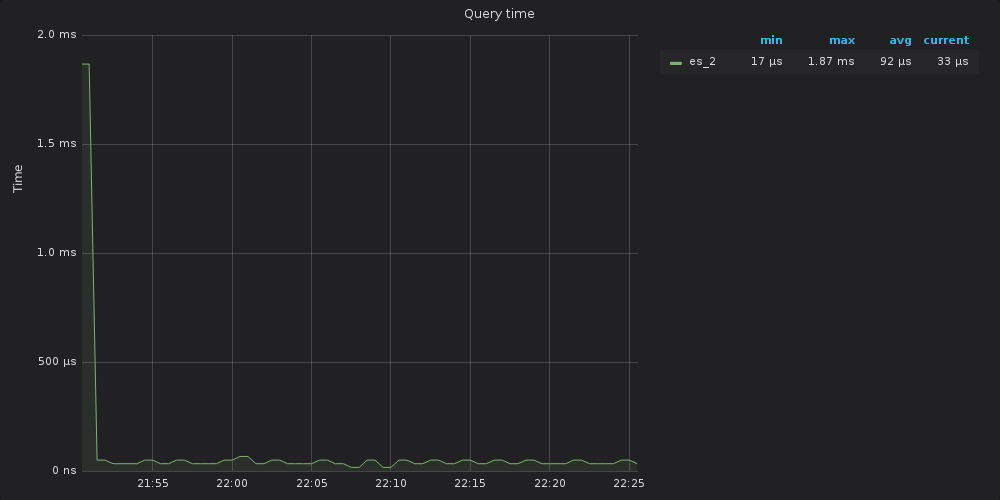 Query time
min max avg current
es_2 17 µs 1.87 ms 92 µs 33 µs
Time
2.0 ms
1.5 ms
1.0 ms
500 µs
0 ns
21:55 22:00 22:05 22:10 22:15 22:20 22:25